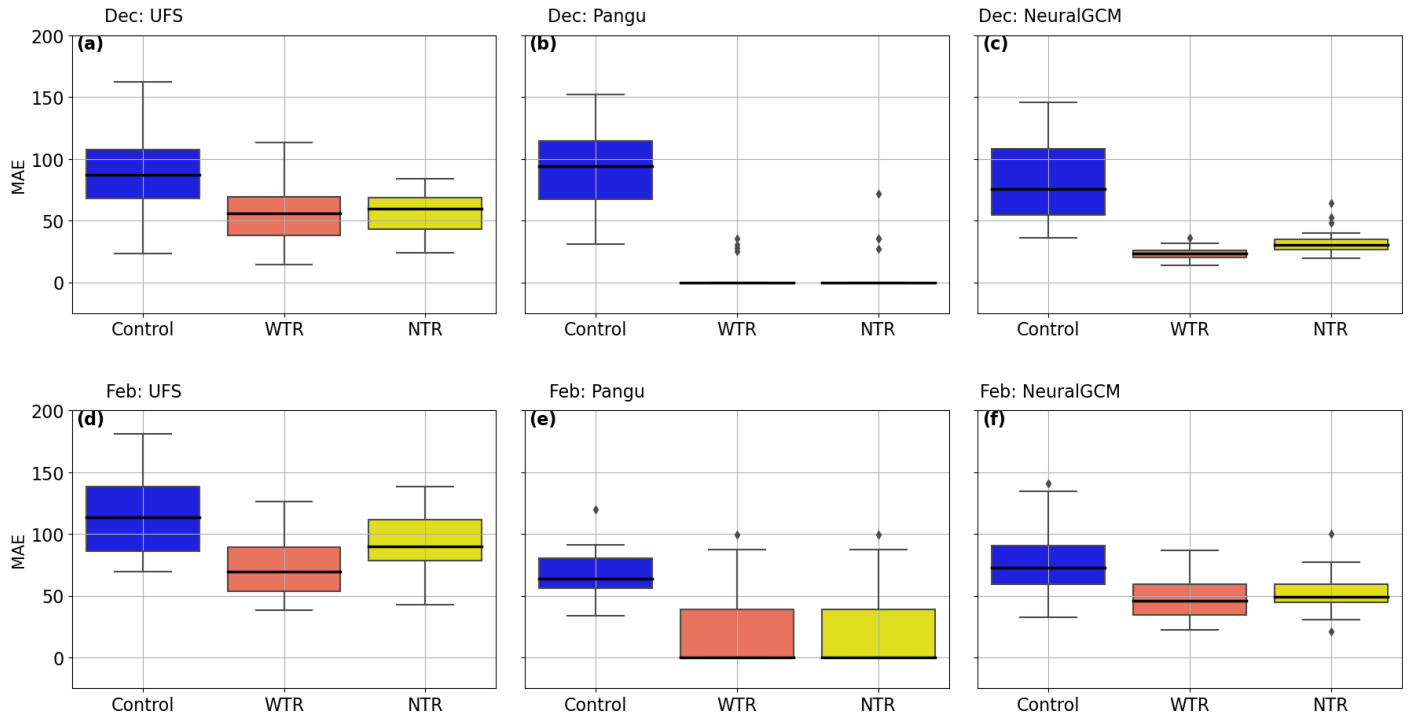 Dec: UFS
Dec: Pangu
Dec: NeuralGCM
200
(a)
(b)
(c)
150
100
50
0
MAE
Control
WTR
NTR
Control
WTR
NTR
Control
WTR
NTR
Feb: UFS
Feb: Pangu
Feb: NeuralGCM
200
(d)
(e)
(f)
150
100
50
0
MAE
Control
WTR
NTR
Control
WTR
NTR
Control
WTR
NTR